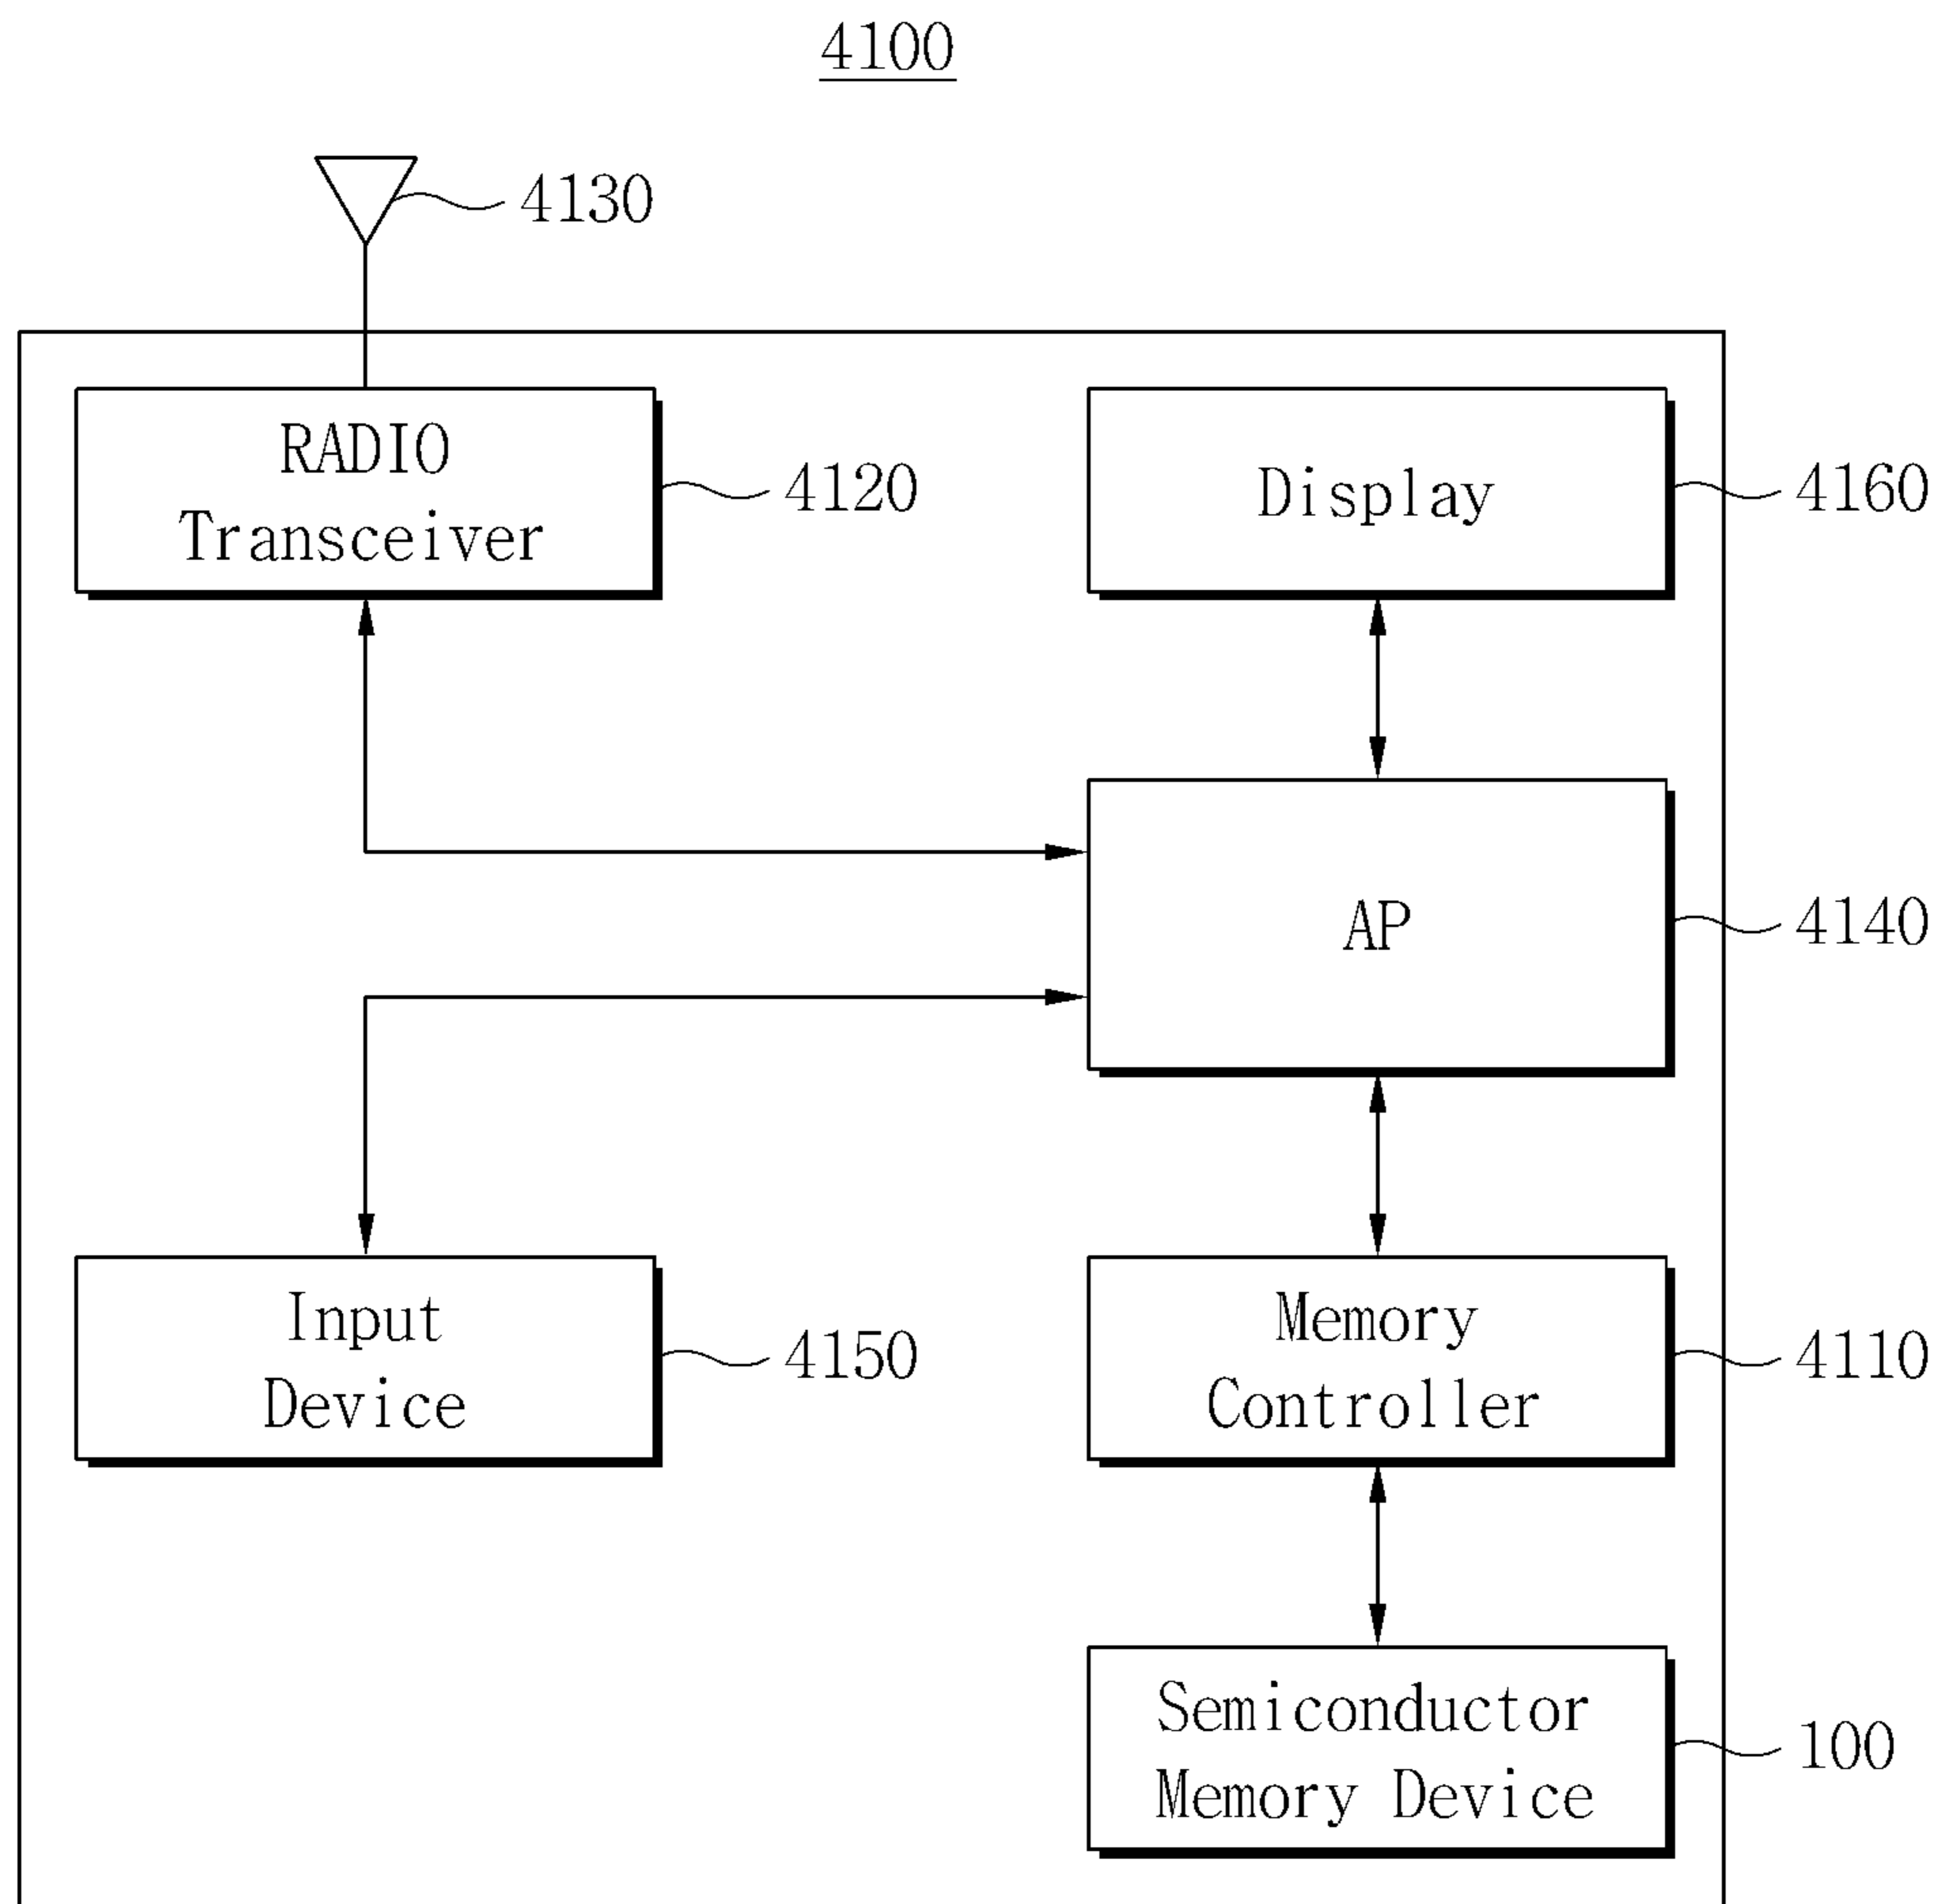 4100
4130
RADIO
Transceiver
4120
Display
4160
AP
4140
Input
Device
4150
Memory
Controller
4110
Semiconductor
Memory Device
100